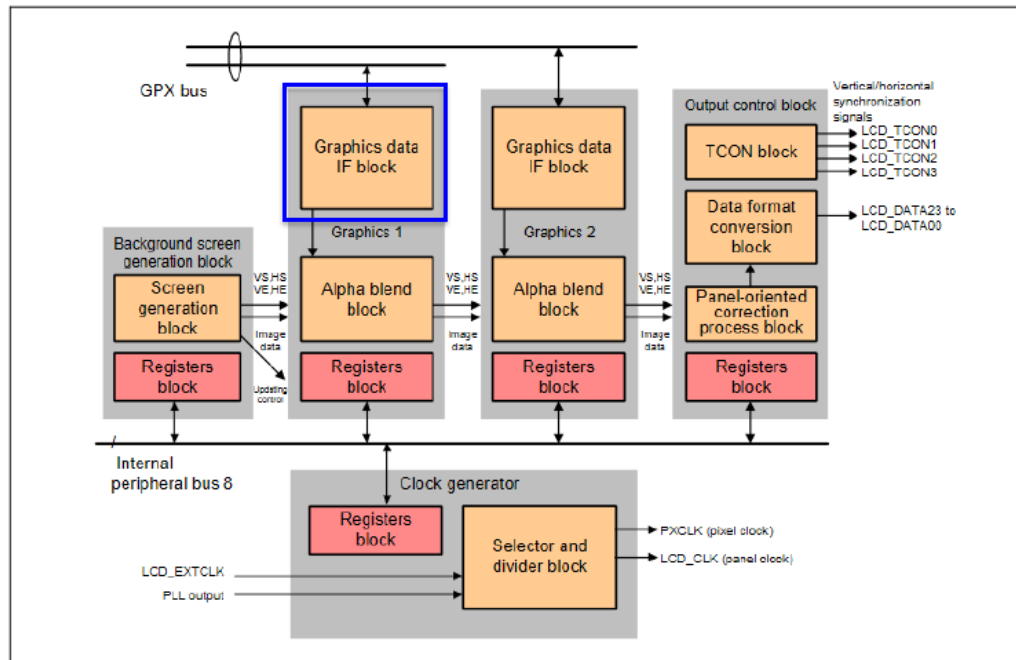 GPX bus
Graphics data
IF block
Graphics 1
Alpha blend
block
Registers
block
Graphics data
IF block
Graphics 2
Alpha blend
block
Registers
block
Output control block
TCON block
Data format
conversion
block
Panel-oriented
correction
process block
Registers
block
Vertical/horizontal
synchronization
signals
LCD_TCON0
LCD_TCON1
LCD_TCON2
LCD_TCON3
LCD_DATA23 to
LCD_DATA00
Background screen
generation block
Screen
generation
block
Registers
block
VS,HS
VE,HE
Image
data
Updating
control
VS,HS
VE,HE
Image
data
VS,HS
VE,HE
Image
data
Internal
peripheral bus 8
Clock generator
Registers
block
Selector and
divider block
LCD_EXTCLK
PLL output
PXCLK (pixel clock)
LCD_CLK (panel clock)